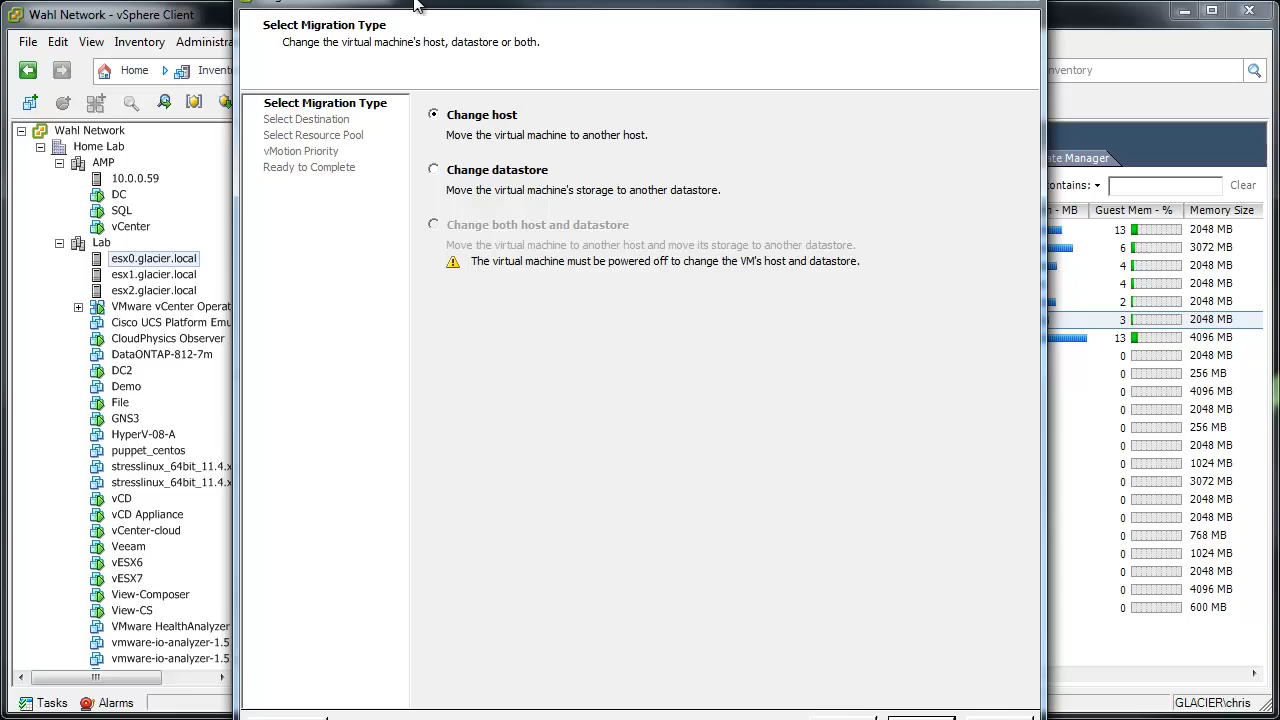 Wahl Network - vSphere Client
File Edit View Inventory Administra
Home Invent
nventory
Select Migration Type
Change the virtual machine's host, datastore or both.
Select Migration Type
Select Destination
Select Resource Pool
vMotion Priority
Ready to Complete
Change host
Move the virtual machine to another host.
Change datastore
Move the virtual machine's storage to another datastore.
Change both host and datastore
Move the virtual machine to another host and move its storage to another datastore.
The virtual machine must be powered off to change the VM's host and datastore.
Wahl Network
Home Lab
AMP
10.0.0.59
DC
SQL
vCenter
Lab
esx0.glacier.local
esx1.glacier.local
esx2.glacier.local
VMware vCenter Operat
Cisco UCS Platform Emu
CloudPhysics Observer
DataONTAP-812-7m
DC2
Demo
File
GNS3
HyperV-08-A
puppet_centos
stresslinux_64bit_11.4.x
stresslinux_64bit_11.4.x
vCD
vCD Appliance
vCenter-cloud
Veeam
vESX6
vESX7
View-Composer
View-CS
VMware HealthAnalyzer
vmware-io-analyzer-1.5
vmware-io-analyzer-1.5
ate Manager
ontains: Clear
m - MB Guest Mem - % Memory Size
13 2048 MB
6 3072 MB
4 2048 MB
4 2048 MB
2 2048 MB
3 2048 MB
13 4096 MB
0 2048 MB
0 256 MB
0 4096 MB
0 2048 MB
0 256 MB
0 2048 MB
0 1024 MB
0 3072 MB
0 2048 MB
0 2048 MB
0 768 MB
0 1024 MB
0 2048 MB
0 4096 MB
0 600 MB
Tasks Alarms
GLACIER\chris